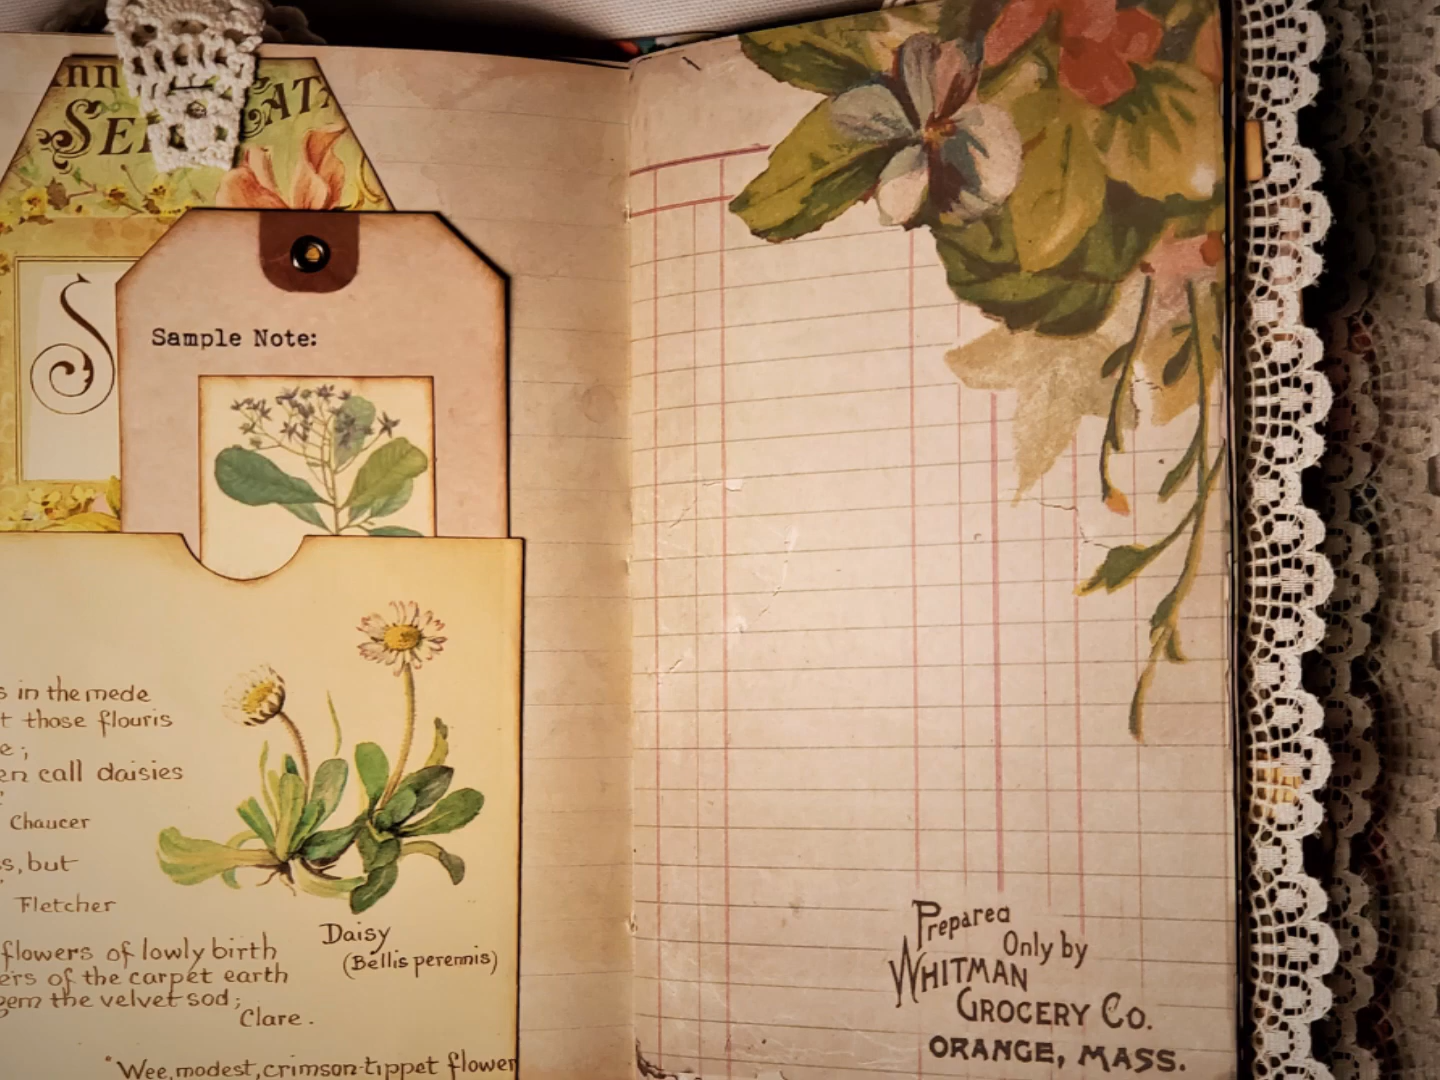 S
Sample Note:
s in the mede
t those flouris
e ;
en call daisies
Chaucer
ss, but
Fletcher
flowers of lowly birth
ers of the carpet earth
gem the velvet sod ;
Clare .
Daisy
(Bellis perennis)
"Wee, modest, crimson-tippet flower
Prepared
Only by
WHITMAN
GROCERY CO.
ORANGE, MASS.